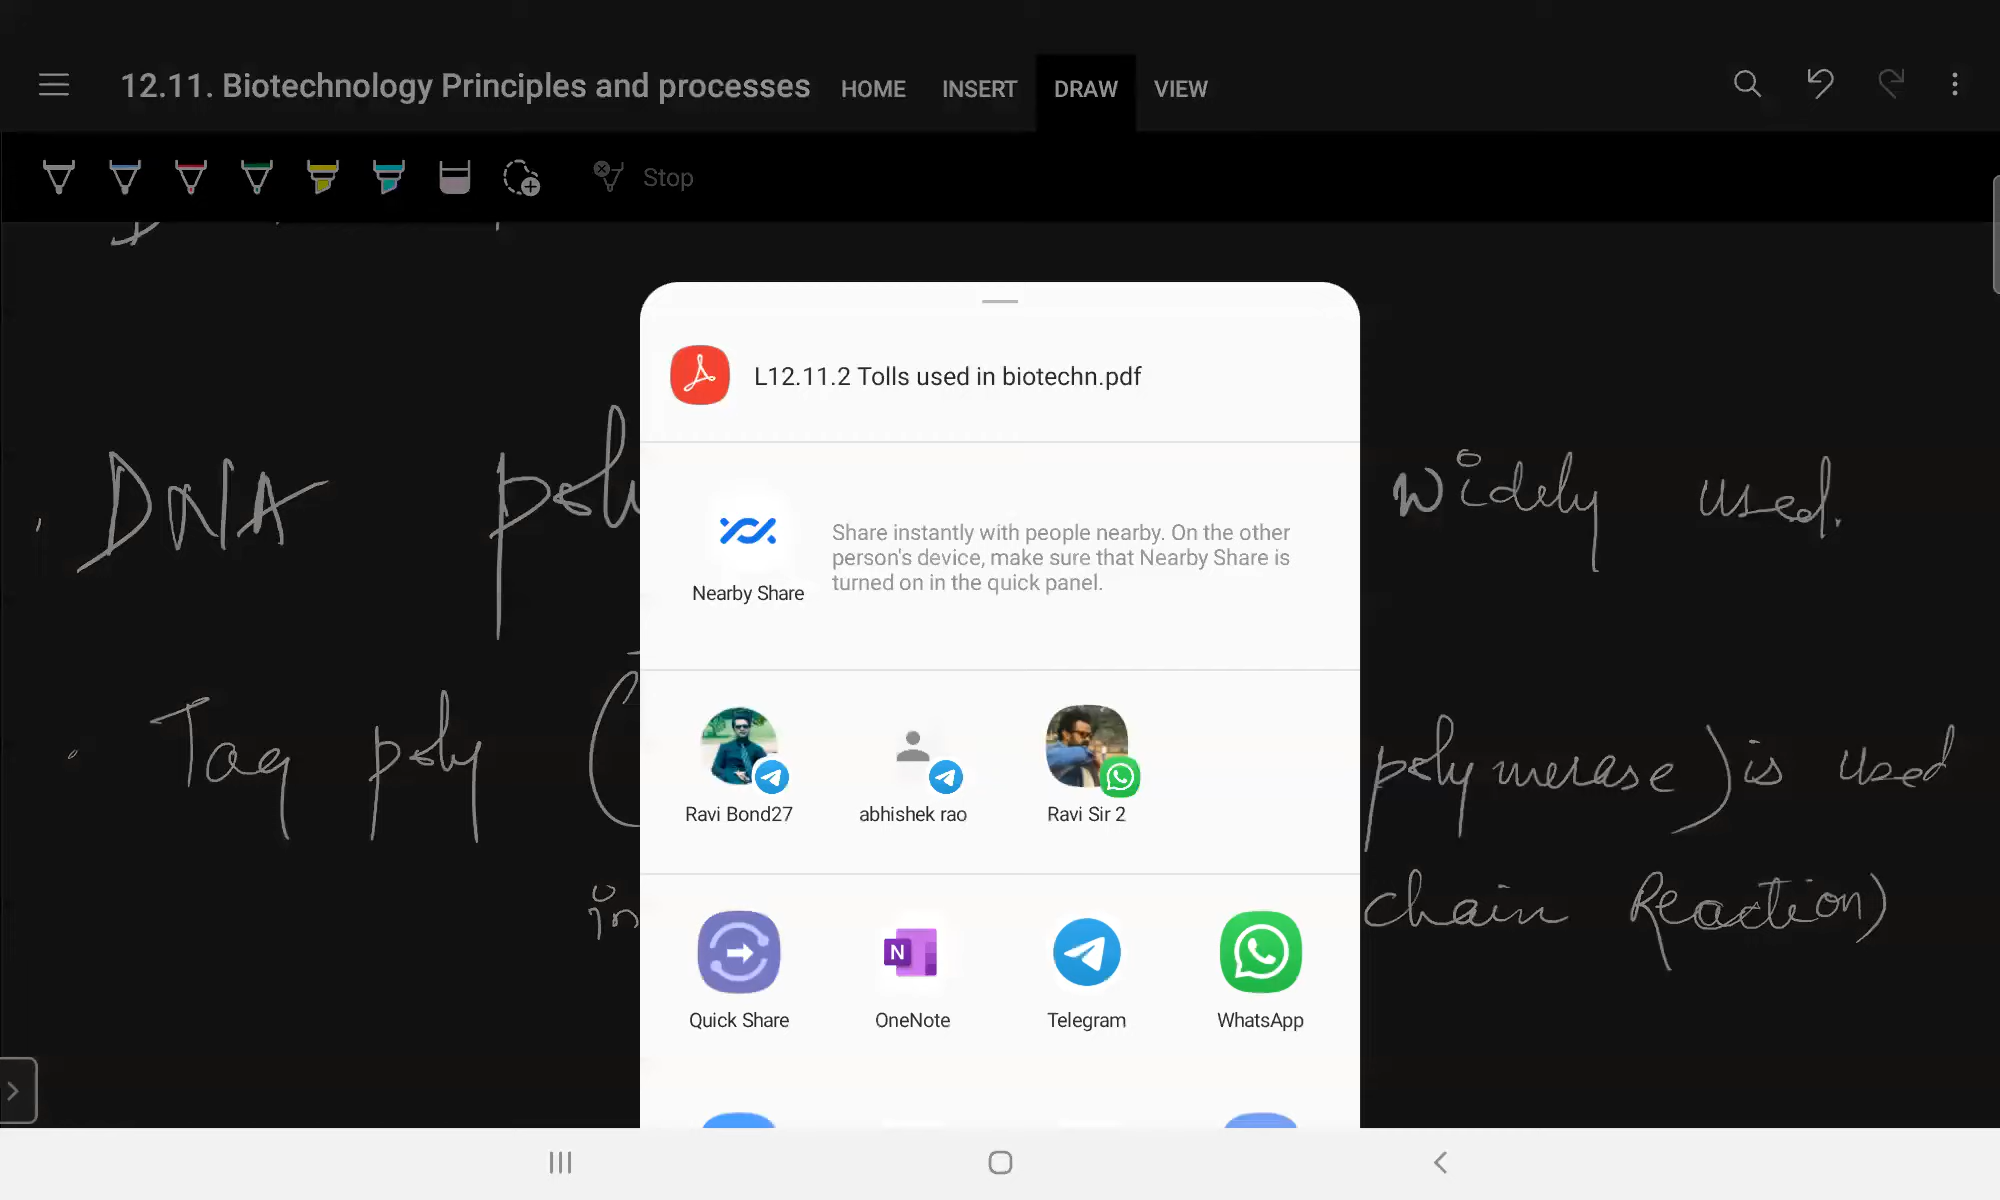 12.11. Biotechnology Principles and processes HOME INSERT DRAW VIEW
Stop
L12.11.2 Tolls used in biotechn.pdf
DNA widely used.
Share instantly with people nearby. On the other
person's device, make sure that Nearby Share is
turned on in the quick panel.
Nearby Share
Taq poly ( polymerase) is used
Ravi Bond27 abhishek rao Ravi Sir 2
in chain Reaction)
N
Quick Share OneNote Telegram WhatsApp